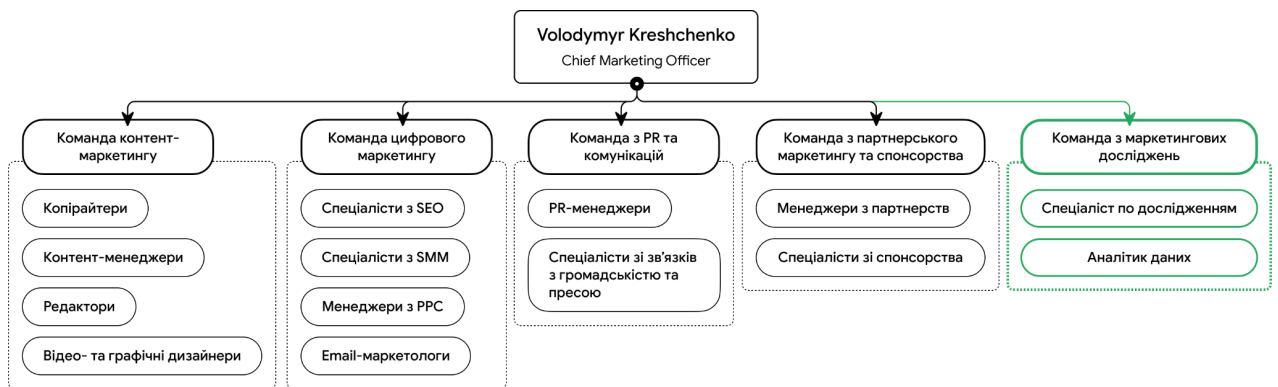 Volodymyr Kreshchenko
Chief Marketing Officer
Команда контент-
маркетингу
Копірайтери
Контент-менеджери
Редактори
Відео- та графічні дизайнери
Команда цифрового
маркетингу
Спеціалісти з SEO
Спеціалісти з SMM
Менеджери з PPC
Email-маркетологи
Команда з PR та
комунікацій
PR-менеджери
Спеціалісти зі зв'язків
з громадськістю та
пресою
Команда з партнерського
маркетингу та спонсорства
Менеджери з партнерств
Спеціалісти зі спонсорства
Команда з маркетингових
досліджень
Спеціаліст по дослідженням
Аналітик даних